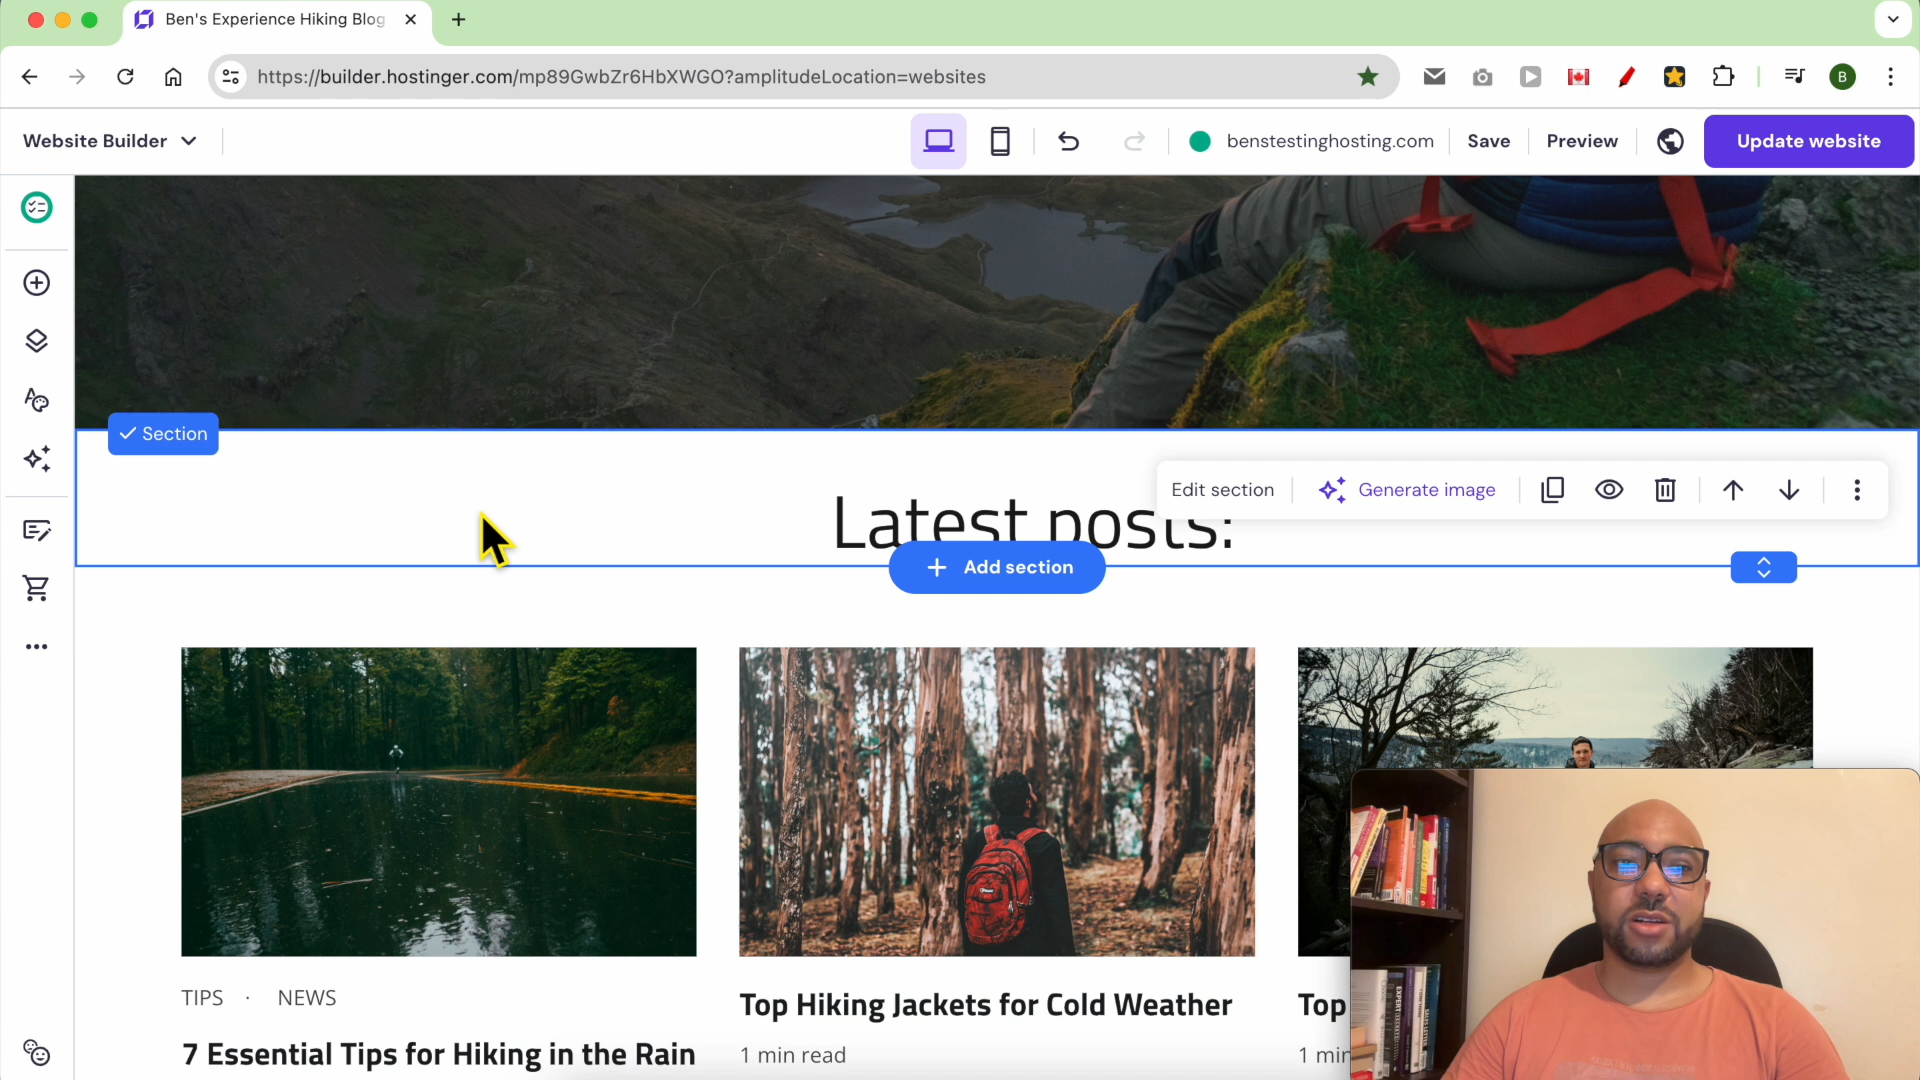 Ben's Experience Hiking Blog
https://builder.hostinger.com/mp89GwbZr6HbXWGO?amplitudeLocation=websites
B
Website Builder
benstestinghosting.com
Save
Preview
Update website
Section
Edit section
Generate image
Latest posts:
Add section
TIPS · NEWS
7 Essential Tips for Hiking in the Rain
Top Hiking Jackets for Cold Weather
1 min read
Top
1 min